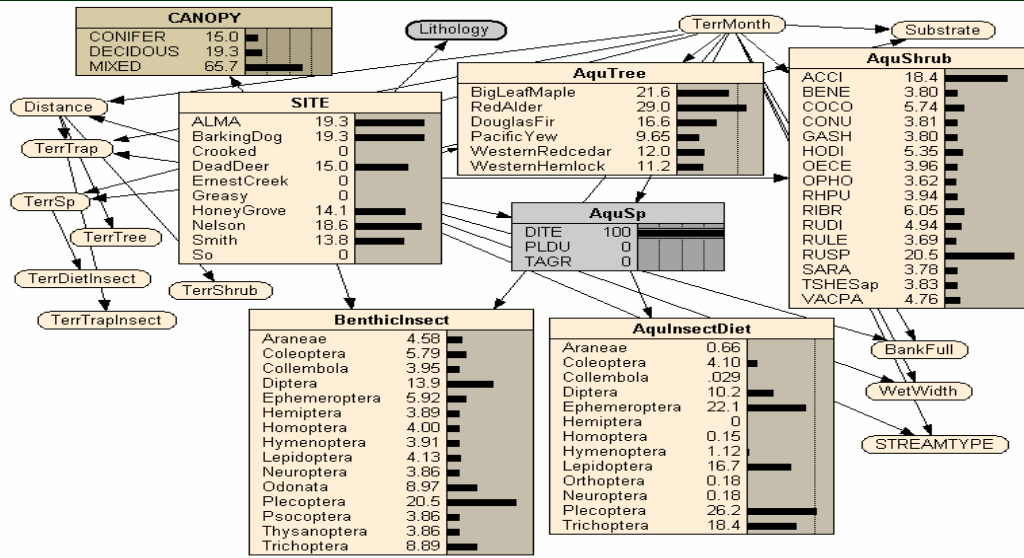 CANOPY
CONIFER 15.0
DECIDOUS 19.3
MIXED 65.7
Lithology
TerrMonth
Substrate
Distance
TerrTrap
TerrSp
TerrTree
TerrDietInsect
TerrShrub
TerrTrapInsect
SITE
ALMA 19.3
BarkingDog 19.3
Crooked 0
DeadDeer 15.0
ErnestCreek 0
Greasy 0
HoneyGrove 14.1
Nelson 18.6
Smith 13.8
So 0
AquTree
BigLeafMaple 21.6
RedAlder 29.0
DouglasFir 16.6
PacificYew 9.65
WesternRedcedar 12.0
WesternHemlock 11.2
AquShrub
ACCI 18.4
BENE 3.80
COCO 5.74
CONU 3.81
GASH 3.80
HODI 5.35
OECE 3.96
OPHO 3.62
RHPU 3.94
RIBR 6.05
RUDI 4.94
RULE 3.69
RUSP 20.5
SARA 3.78
TSHESap 3.83
VACPA 4.76
AquSp
DITE 100
PLDU 0
TAGR 0
BenthicInsect
Araneae 4.58
Coleoptera 5.79
Collembola 3.95
Diptera 13.9
Ephemeroptera 5.92
Hemiptera 3.89
Homoptera 4.00
Hymenoptera 3.91
Lepidoptera 4.13
Neuroptera 3.86
Odonata 8.97
Plecoptera 20.5
Psocoptera 3.86
Thysanoptera 3.86
Trichoptera 8.89
AquInsectDiet
Araneae 0.66
Coleoptera 4.10
Collembola .029
Diptera 10.2
Ephemeroptera 22.1
Hemiptera 0
Homoptera 0.15
Hymenoptera 1.12
Lepidoptera 16.7
Orthoptera 0.18
Neuroptera 0.18
Plecoptera 26.2
Trichoptera 18.4
BankFull
WetWidth
STREAMTYPE